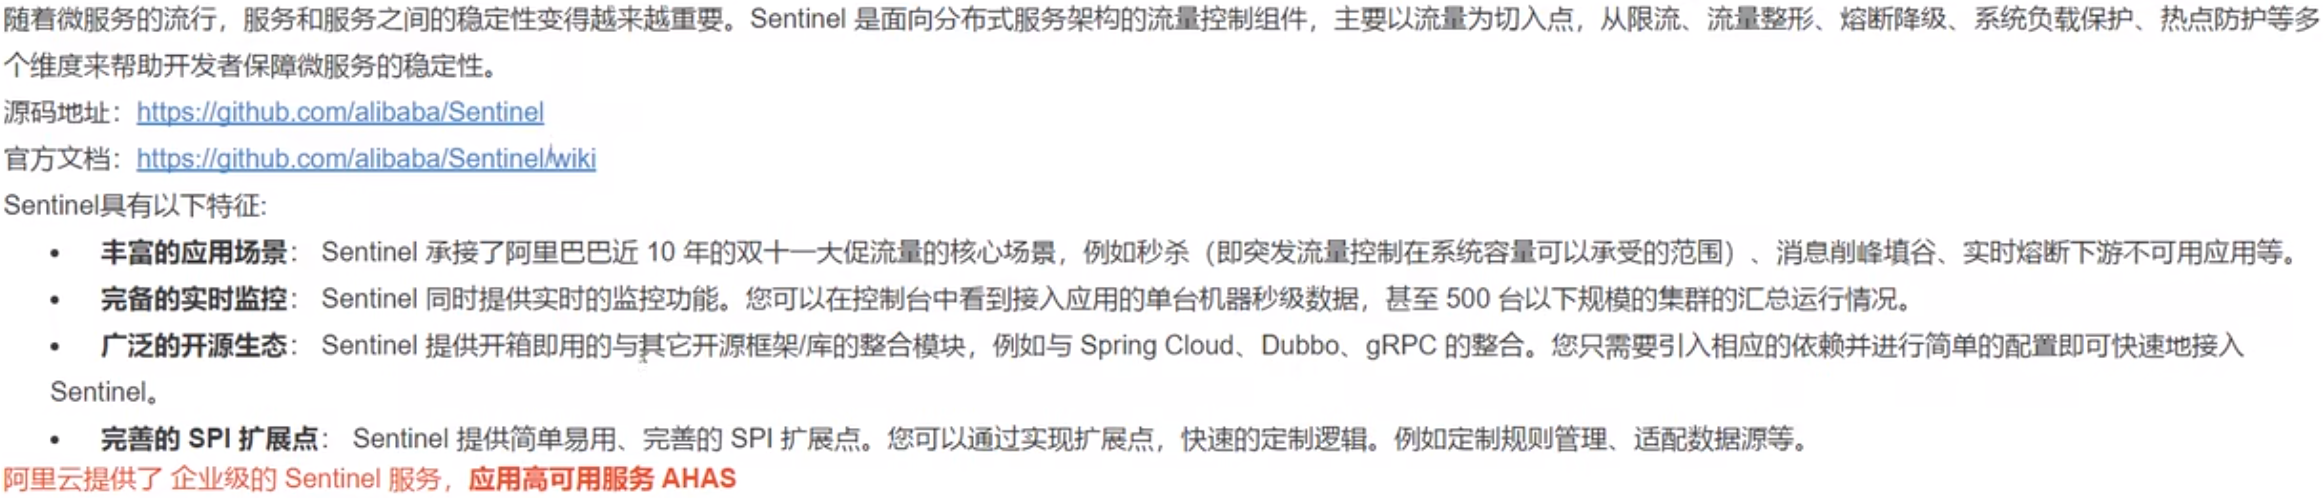 随着微服务的流行，服务和服务之间的稳定性变得越来越重要。Sentinel 是面向分布式服务架构的流量控制组件，主要以流量为切入点，从限流、流量整形、熔断降级、系统负载保护、热点防护等多
个维度来帮助开发者保障微服务的稳定性。
源码地址：https://github.com/alibaba/Sentinel
官方文档：https://github.com/alibaba/Sentinel/wiki
Sentinel具有以下特征:
• 丰富的应用场景： Sentinel 承接了阿里巴巴近 10 年的双十一大促流量的核心场景，例如秒杀（即突发流量控制在系统容量可以承受的范围）、消息削峰填谷、实时熔断下游不可用应用等。
• 完备的实时监控： Sentinel 同时提供实时的监控功能。您可以在控制台中看到接入应用的单台机器秒级数据，甚至 500 台以下规模的集群的汇总运行情况。
• 广泛的开源生态： Sentinel 提供开箱即用的与其它开源框架/库的整合模块，例如与 Spring Cloud、Dubbo、gRPC 的整合。您只需要引入相应的依赖并进行简单的配置即可快速地接入
Sentinel。
• 完善的 SPI 扩展点： Sentinel 提供简单易用、完善的 SPI 扩展点。您可以通过实现扩展点，快速的定制逻辑。例如定制规则管理、适配数据源等。
阿里云提供了 企业级的 Sentinel 服务，应用高可用服务 AHAS